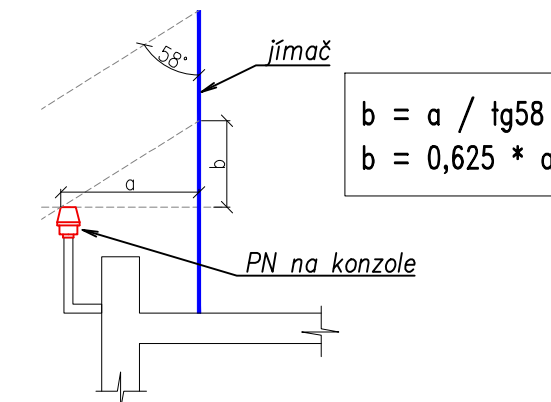 58°
jímač
b = a / tg58
b = 0,625 * a
b
a
PN na konzole